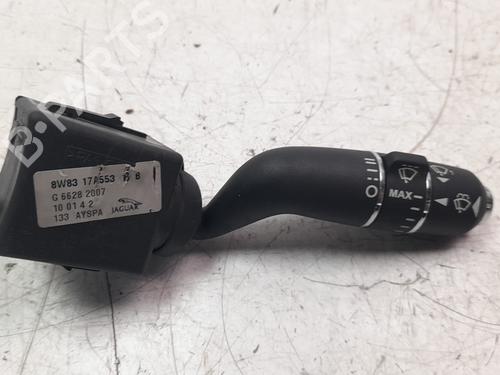 8W83 17A553
G 6628 2007
10 01 4 2
133 AYSPA JAGUAR
MAX
B-PARTS